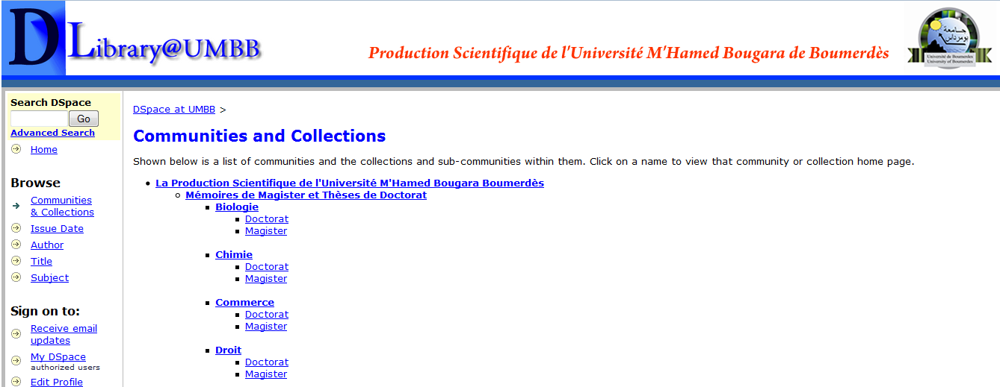 DLibrary@UMBB
Production Scientifique de l'Université M'Hamed Bougara de Boumerdès
جامعة
بومرداس
Université de Boumerdes
University of Boumerdes
Search DSpace
Go
Advanced Search
Home
Browse
Communities
& Collections
Issue Date
Author
Title
Subject
Sign on to:
Receive email
updates
My DSpace
authorized users
Edit Profile
DSpace at UMBB >
Communities and Collections
Shown below is a list of communities and the collections and sub-communities within them. Click on a name to view that community or collection home page.
La Production Scientifique de l'Université M'Hamed Bougara Boumerdès
Mémoires de Magister et Thèses de Doctorat
Biologie
Doctorat
Magister
Chimie
Doctorat
Magister
Commerce
Doctorat
Magister
Droit
Doctorat
Magister